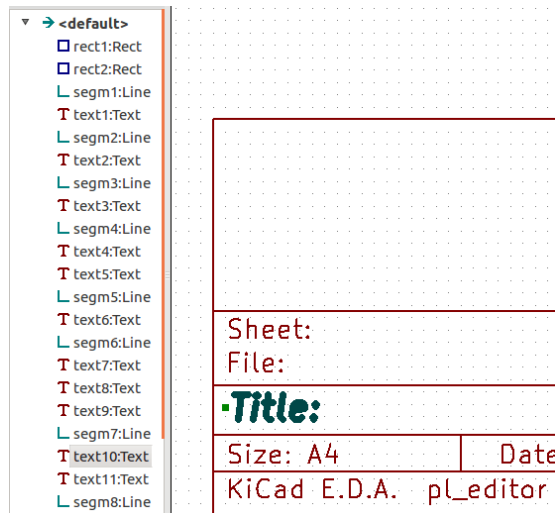 <default>
rect1:Rect
rect2:Rect
segm1:Line
text1:Text
segm2:Line
text2:Text
segm3:Line
text3:Text
segm4:Line
text4:Text
text5:Text
segm5:Line
text6:Text
segm6:Line
text7:Text
text8:Text
text9:Text
segm7:Line
text10:Text
text11:Text
segm8:Line
Sheet:
File:
Title:
Size: A4 Date
KiCad E.D.A. pl_editor